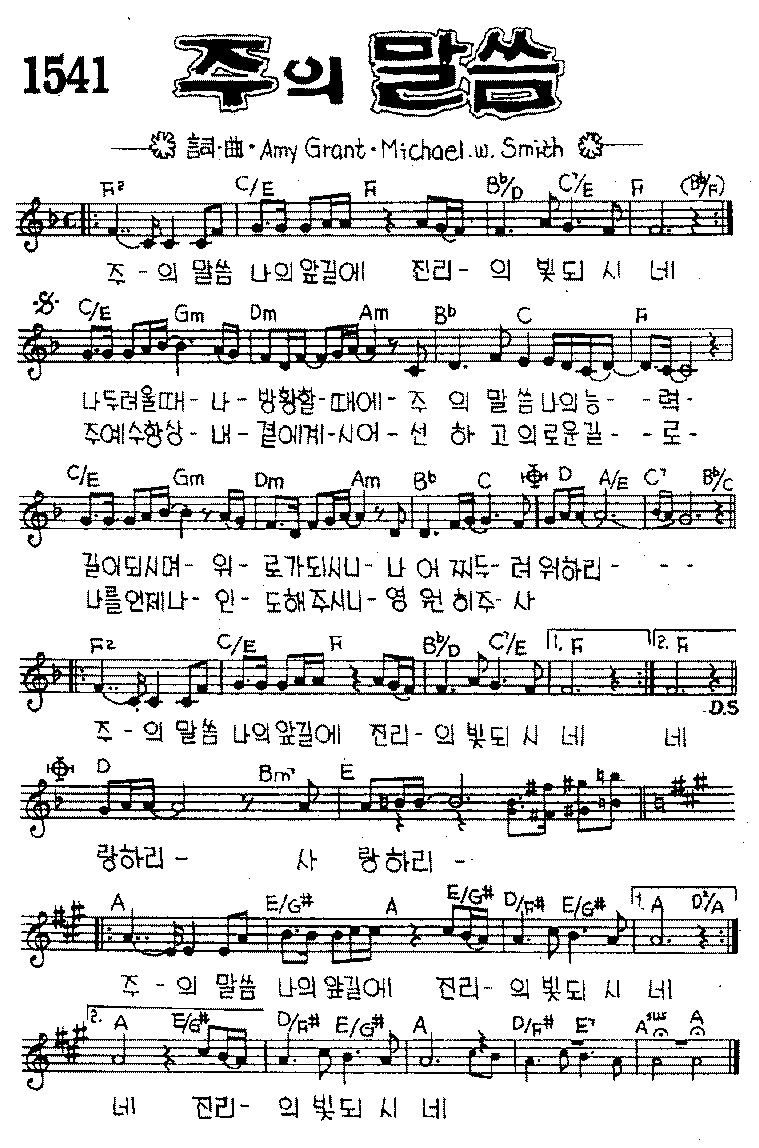 1541 주의 말씀
詞·曲·Amy Grant·Michael.W.Smith
F² C/E F B♭/D C⁷/E F (B♭/F)
주-의 말씀 나의앞길에 진리-의 빛되시네
C/E Gm Dm Am B♭ C F
나두려울때-나-방황할-때에-주의말씀나의능-력-
주예수항상-내-곁에계-시어-선하고의로운길--로-
C/E Gm Dm Am B♭ C D A/E C⁷ B♭/C
길이되시며-위-로가되시니-나어찌두-려워하리---
나를언제나-인-도해주시니-영원히주-사
F² C/E F B♭/D C⁷/E 1. F 2. F
D.S
주-의 말씀 나의앞길에 진리-의빛되시네 네
D Bm⁷ E
랑하리- 사랑하리-
A E/G# A E/G# D/F# E/G# 1. A D²/A
주-의 말씀 나의앞길에 진리-의빛되시네
2. A E/G# D/F# E/G# A D/F# E⁷ A A
네 진리-의빛되시네